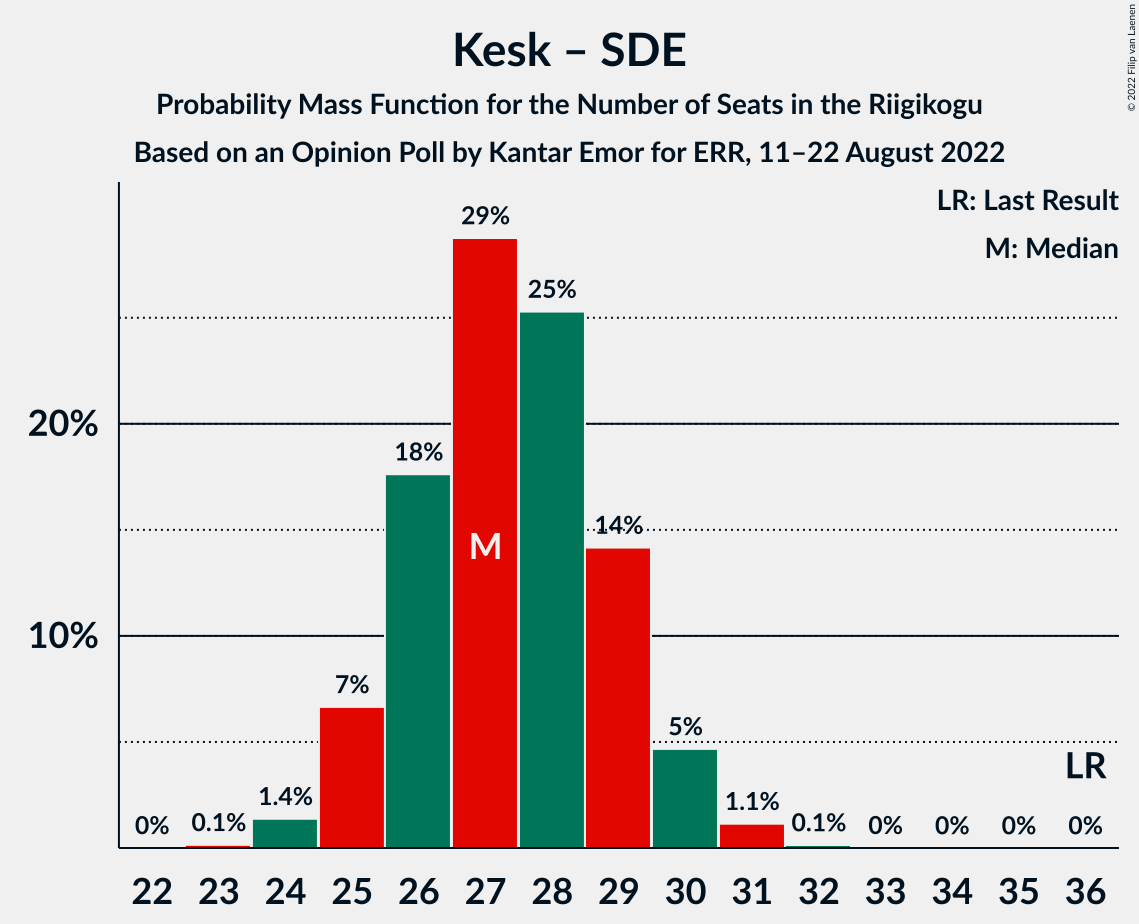 Kesk – SDE
Probability Mass Function for the Number of Seats in the Riigikogu
Based on an Opinion Poll by Kantar Emor for ERR, 11–22 August 2022
© 2022 Filip van Laenen
LR: Last Result
M: Median
20%
10%
0%
0.1%
1.4%
7%
18%
29%
25%
14%
5%
1.1%
0.1%
0%
0%
0%
0%
M
LR
22 23 24 25 26 27 28 29 30 31 32 33 34 35 36